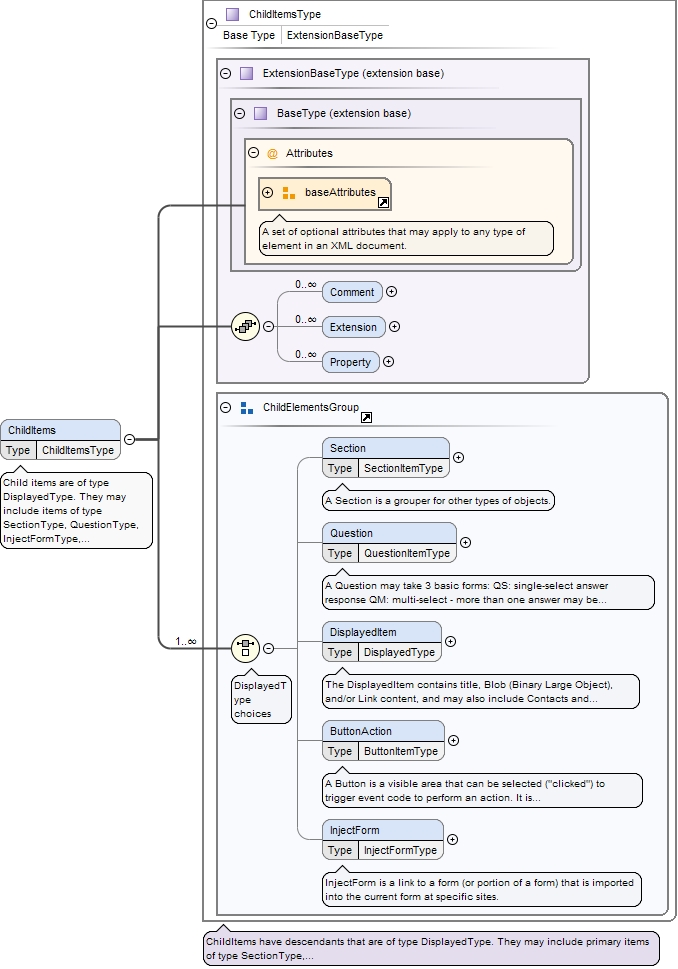 ChildItemsType
Base Type ExtensionBaseType
ExtensionBaseType (extension base)
BaseType (extension base)
@ Attributes
baseAttributes
A set of optional attributes that may apply to any type of
element in an XML document.
0..∞
Comment
0..∞
Extension
0..∞
Property
ChildItems
Type ChildItemsType
Child items are of type
DisplayedType. They may
include items of type
SectionType, QuestionType,
InjectFormType,...
ChildElementsGroup
Section
Type SectionItemType
A Section is a grouper for other types of objects.
Question
Type QuestionItemType
A Question may take 3 basic forms: QS: single-select answer
response QM: multi-select - more than one answer may be...
1..∞
DisplayedT
ype
choices
DisplayedItem
Type DisplayedType
The DisplayedItem contains title, Blob (Binary Large Object),
and/or Link content, and may also include Contacts and...
ButtonAction
Type ButtonItemType
A Button is a visible area that can be selected ("clicked") to
trigger event code to perform an action. It is...
InjectForm
Type InjectFormType
InjectForm is a link to a form (or portion of a form) that is imported
into the current form at specific sites.
ChildItems have descendants that are of type DisplayedType. They may include primary items
of type SectionType,...